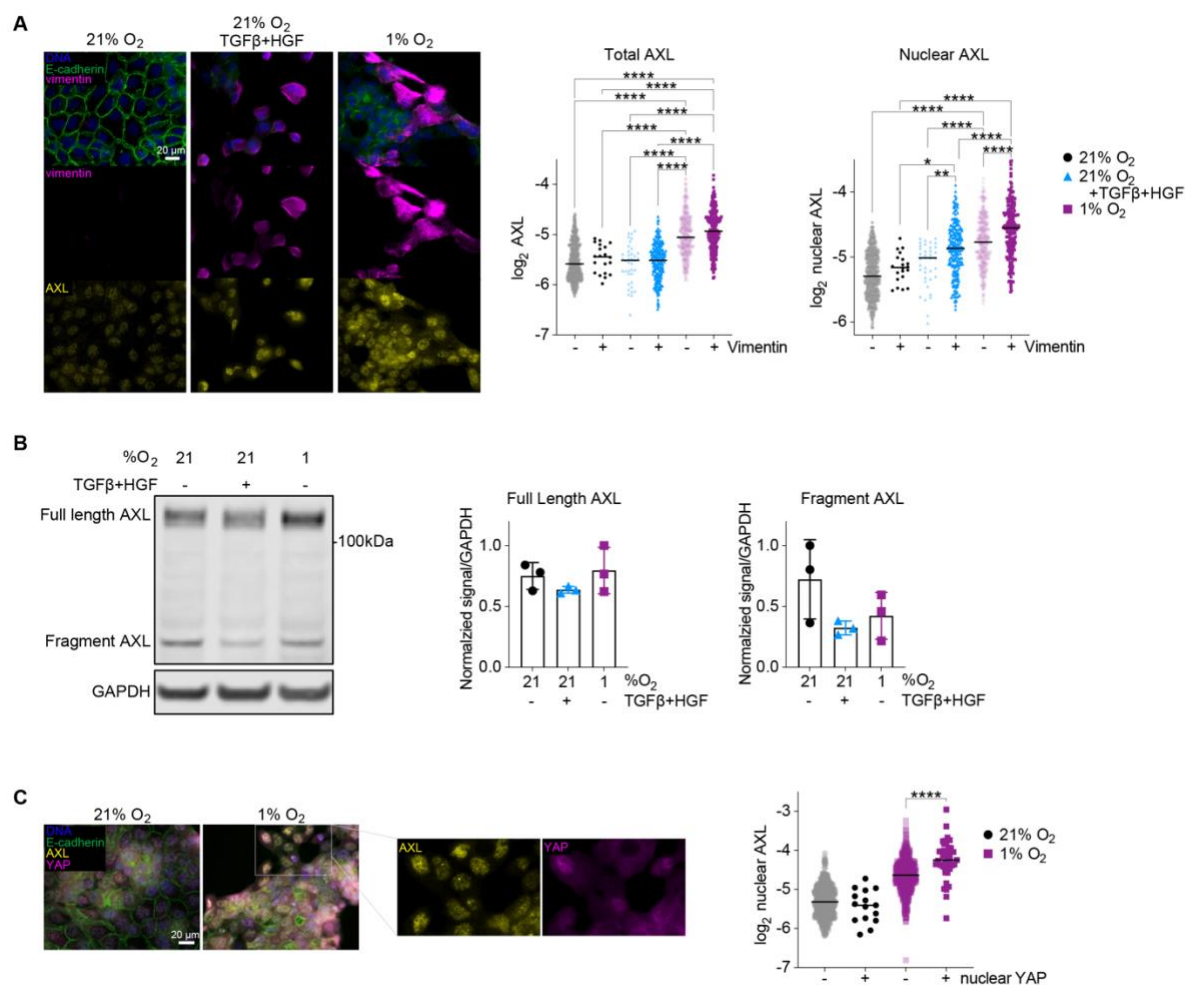 A
21% O2
21% O2
TGFβ+HGF
1% O2
DNA
E-cadherin
vimentin
20 µm
vimentin
AXL
Total AXL
****
****
****
****
****
****
****
****
log2 AXL
-4
-5
-6
-7
- + - + - + Vimentin
Nuclear AXL
****
****
****
****
* 
****
**
log2 nuclear AXL
-4
-5
-6
- + - + - + Vimentin
21% O2
21% O2
+TGFβ+HGF
1% O2
B
%O2 21 21 1
TGFβ+HGF - + -
Full length AXL
-100kDa
Fragment AXL
GAPDH
Full Length AXL
Normalzied signal/GAPDH
1.0
0.5
0.0
21 21 1 %O2
- + - TGFβ+HGF
Fragment AXL
Normalzied signal/GAPDH
1.0
0.5
0.0
21 21 1 %O2
- + - TGFβ+HGF
C
21% O2
1% O2
DNA
E-cadherin
AXL
YAP
20 µm
AXL
YAP
****
log2 nuclear AXL
-3
-4
-5
-6
-7
- + - + nuclear YAP
21% O2
1% O2